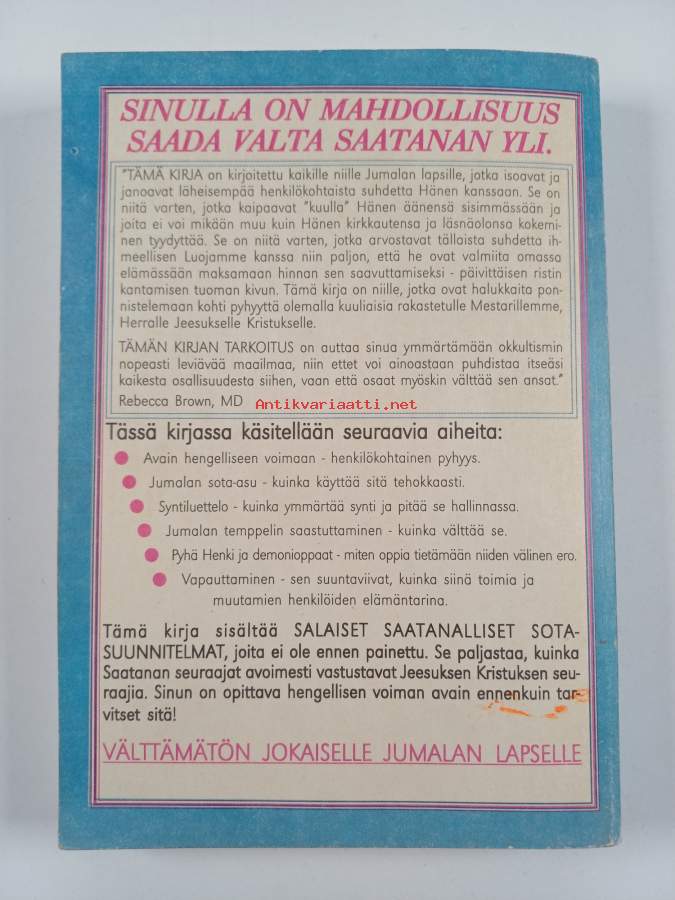 SINULLA ON MAHDOLLISUUS
SAADA VALTA SAATANAN YLI.
"TÄMÄ KIRJA on kirjoitettu kaikille niille Jumalan lapsille, jotka isoavat ja
janoavat läheisempää henkilökohtaista suhdetta Hänen kanssaan. Se on
niitä varten, jotka kaipaavat "kuulla" Hänen äänensä sisimmässään ja
joita ei voi mikään muu kuin Hänen kirkkautensa ja läsnäolonsa kokemi-
nen tyydyttää. Se on niitä varten, jotka arvostavat tällaista suhdetta ih-
meellisen Luojamme kanssa niin paljon, että he ovat valmiita omassa
elämässään maksamaan hinnan sen saavuttamiseksi - päivittäisen ristin
kantamisen tuoman kivun. Tämä kirja on niille, jotka ovat halukkaita pon-
nistelemaan kohti pyhyyttä olemalla kuuliaisia rakastetulle Mestarillemme,
Herralle Jeesukselle Kristukselle.
TÄMÄN KIRJAN TARKOITUS on auttaa sinua ymmärtämään okkultismin
nopeasti leviävää maailmaa, niin ettet voi ainoastaan puhdistaa itseäsi
kaikesta osallisuudesta siihen, vaan että osaat myöskin välttää sen ansat."
Rebecca Brown, MD
Antikvariaatti.net
Tässä kirjassa käsitellään seuraavia aiheita:
● Avain hengelliseen voimaan - henkilökohtainen pyhyys.
● Jumalan sota-asu - kuinka käyttää sitä tehokkaasti.
● Syntiluettelo - kuinka ymmärtää synti ja pitää se hallinnassa.
● Jumalan temppelin saastuttaminen - kuinka välttää se.
● Pyhä Henki ja demonioppaat - miten oppia tietämään niiden välinen ero.
● Vapauttaminen - sen suuntaviivat, kuinka siinä toimia ja
muutamien henkilöiden elämäntarina.
Tämä kirja sisältää SALAISET SAATANALLISET SOTA-
SUUNNITELMAT, joita ei ole ennen painettu. Se paljastaa, kuinka
Saatanan seuraajat avoimesti vastustavat Jeesuksen Kristuksen seu-
raajia. Sinun on opittava hengellisen voiman avain ennenkuin tar-
vitset sitä!
VÄLTTÄMÄTÖN JOKAISELLE JUMALAN LAPSELLE